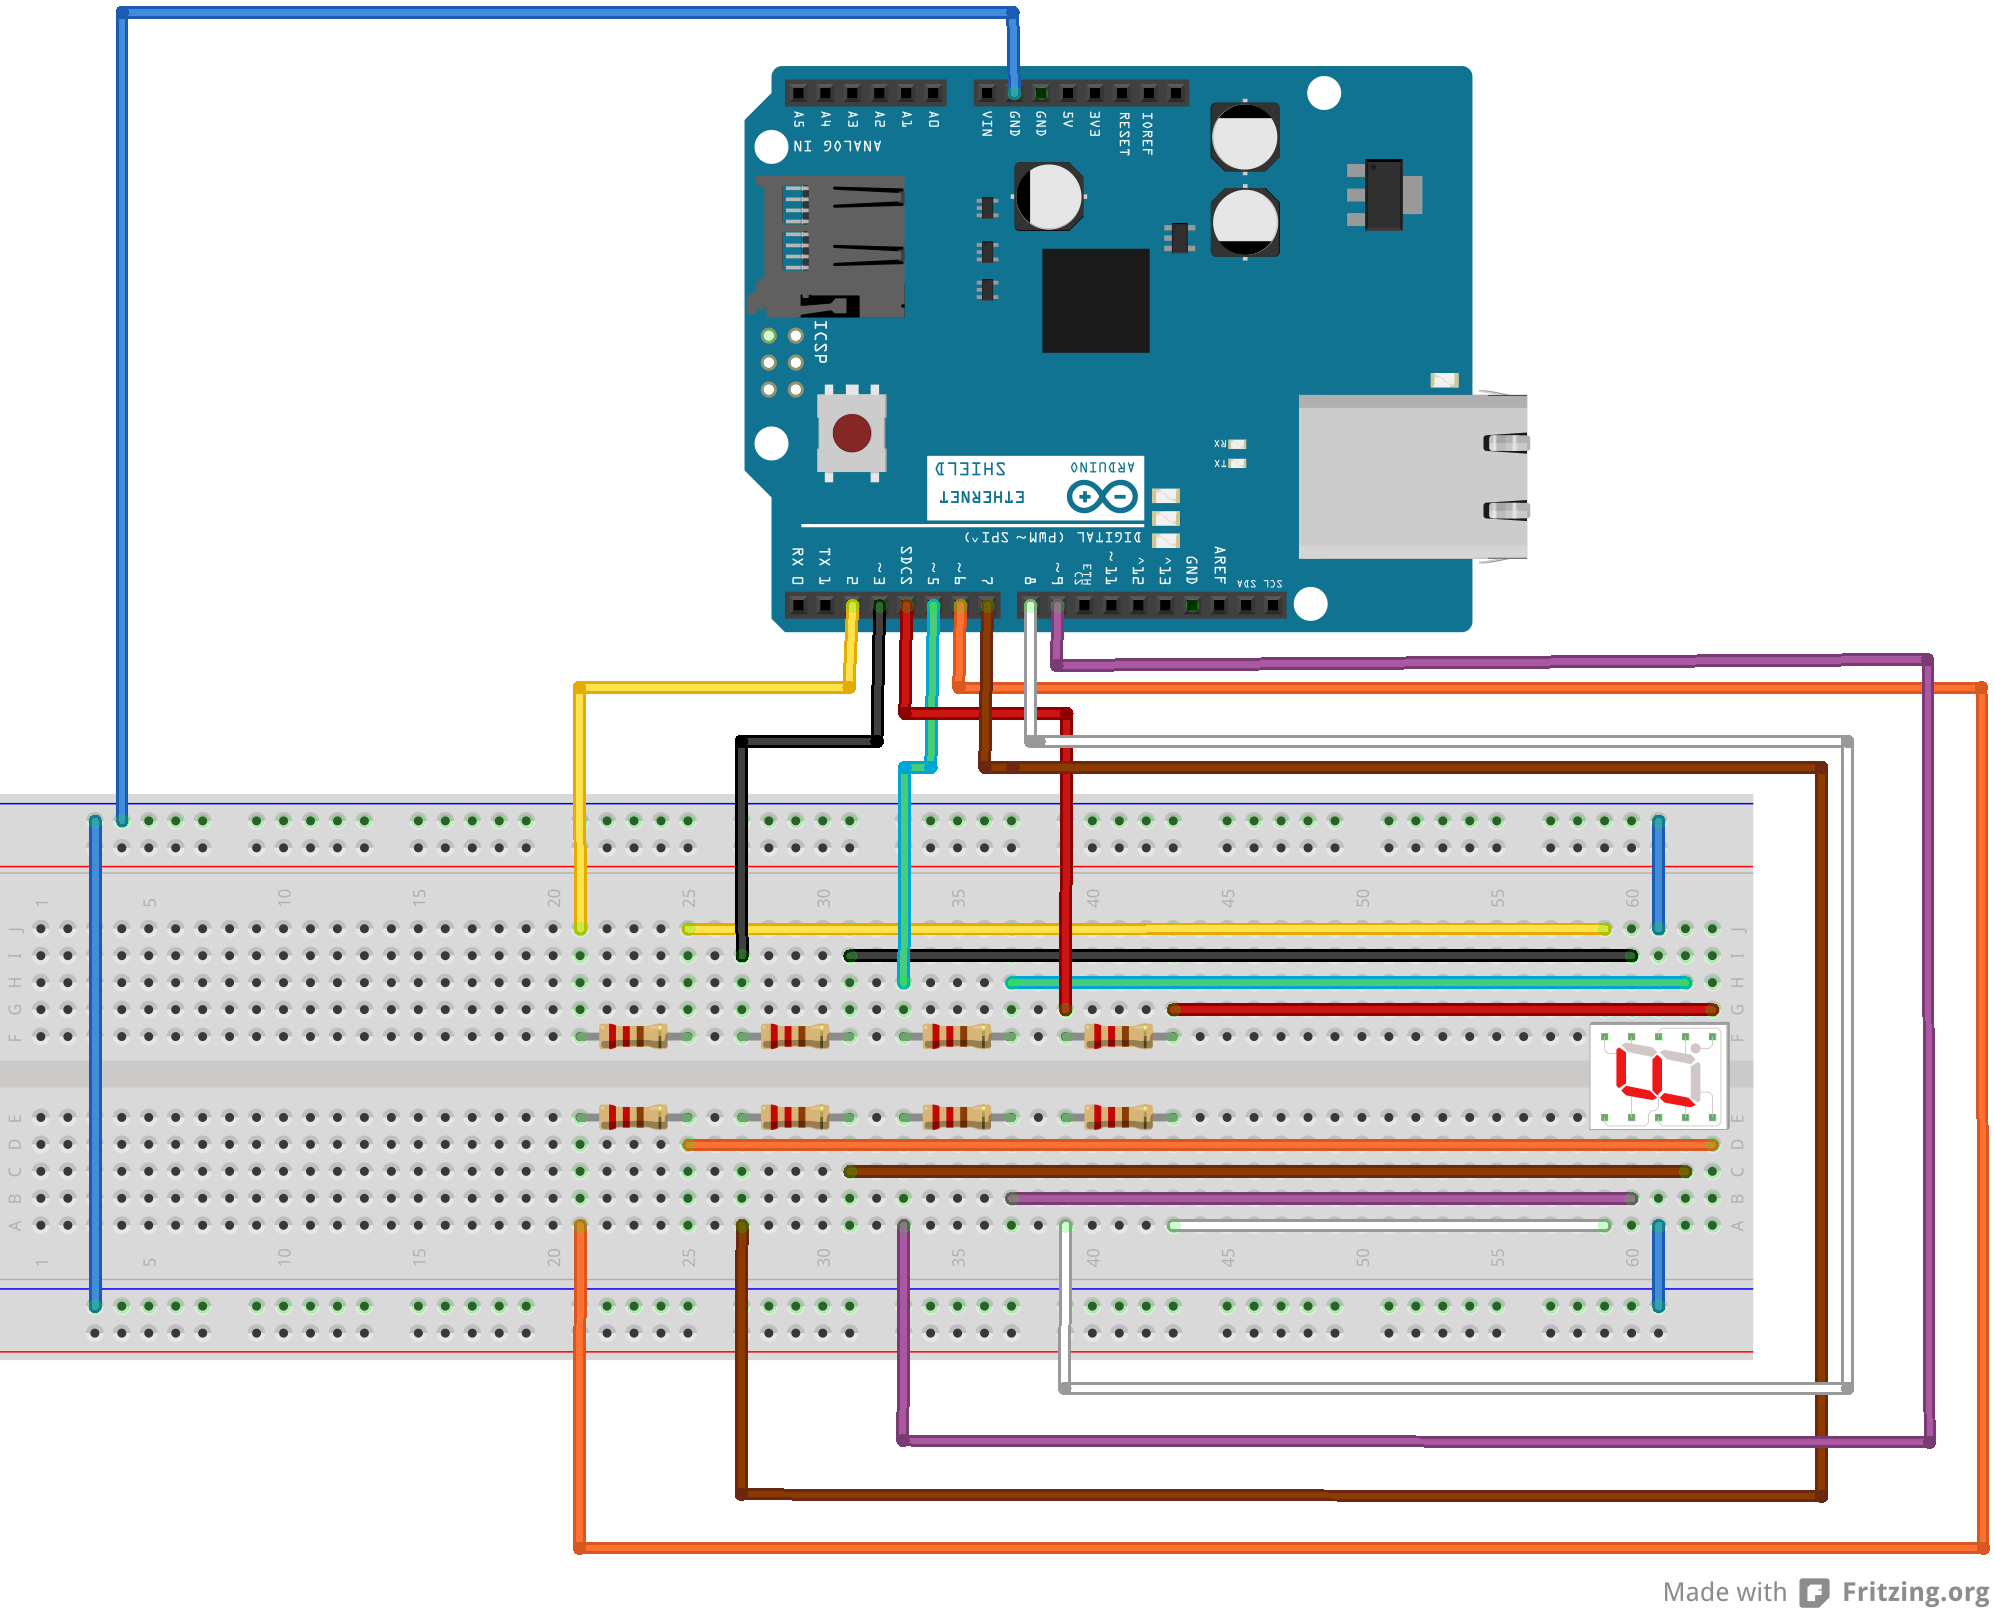 A5 A4 A3 A2 A1 A0 VIN GND GND 5V 3V3 RESET IOREF
ANALOG IN
ICSP
RX
TX
ARDUINO
ETHERNET
SHIELD
DIGITAL (PWM~ SPI^)
RX 0 TX 1 2 ~3 SDCS ~5 ~6 7 8 ~9 ETH CS ~11 ^12 ^13 GND AREF SDA SCL
1 5 10 15 20 25 30 35 40 45 50 55 60
J J
I I
H H
G G
F F
E E
D D
C C
B B
A A
1 5 10 15 20 25 30 35 40 45 50 55 60
Made with Fritzing.org